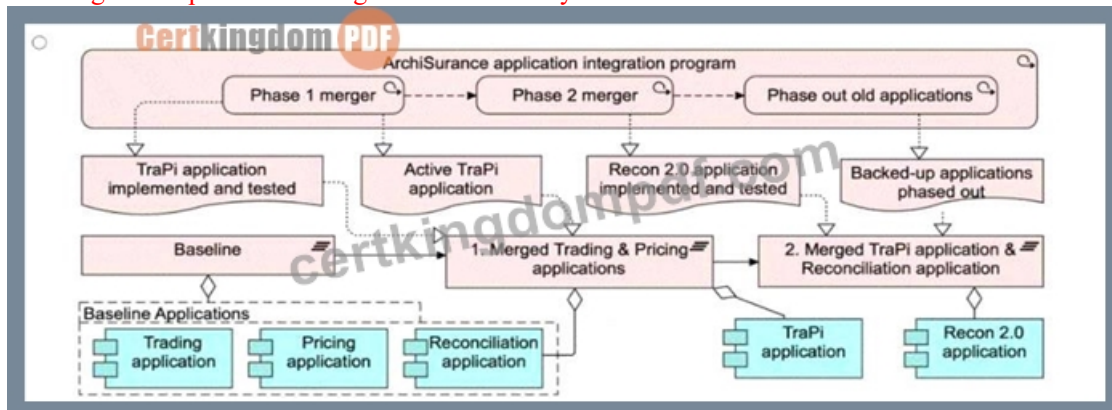 Certkingdom PDF
ArchiSurance application integration program
Phase 1 merger
Phase 2 merger
Phase out old applications
TraPi application
implemented and tested
Active TraPi
application
Recon 2.0 application
implemented and tested
Backed-up applications
phased out
certkingdompdf.com
Baseline
1. Merged Trading & Pricing
applications
2. Merged TraPi application &
Reconciliation application
Baseline Applications
Trading
application
Pricing
application
Reconciliation
application
TraPi
application
Recon 2.0
application